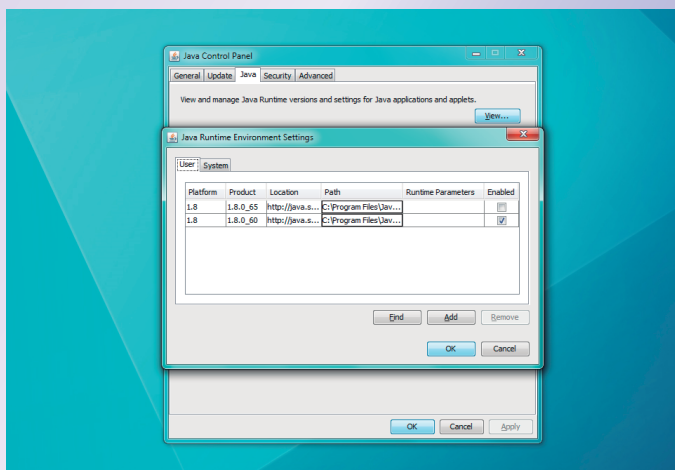 Java Control Panel
General Update Java Security Advanced
View and manage Java Runtime versions and settings for Java applications and applets.
View...
Java Runtime Environment Settings
User System
Platform Product Location Path Runtime Parameters Enabled
1.8 1.8.0_65 http://java.s... C:\Program Files\Jav...
1.8 1.8.0_60 http://java.s... C:\Program Files\Jav...
Find Add Remove
OK Cancel
OK Cancel Apply